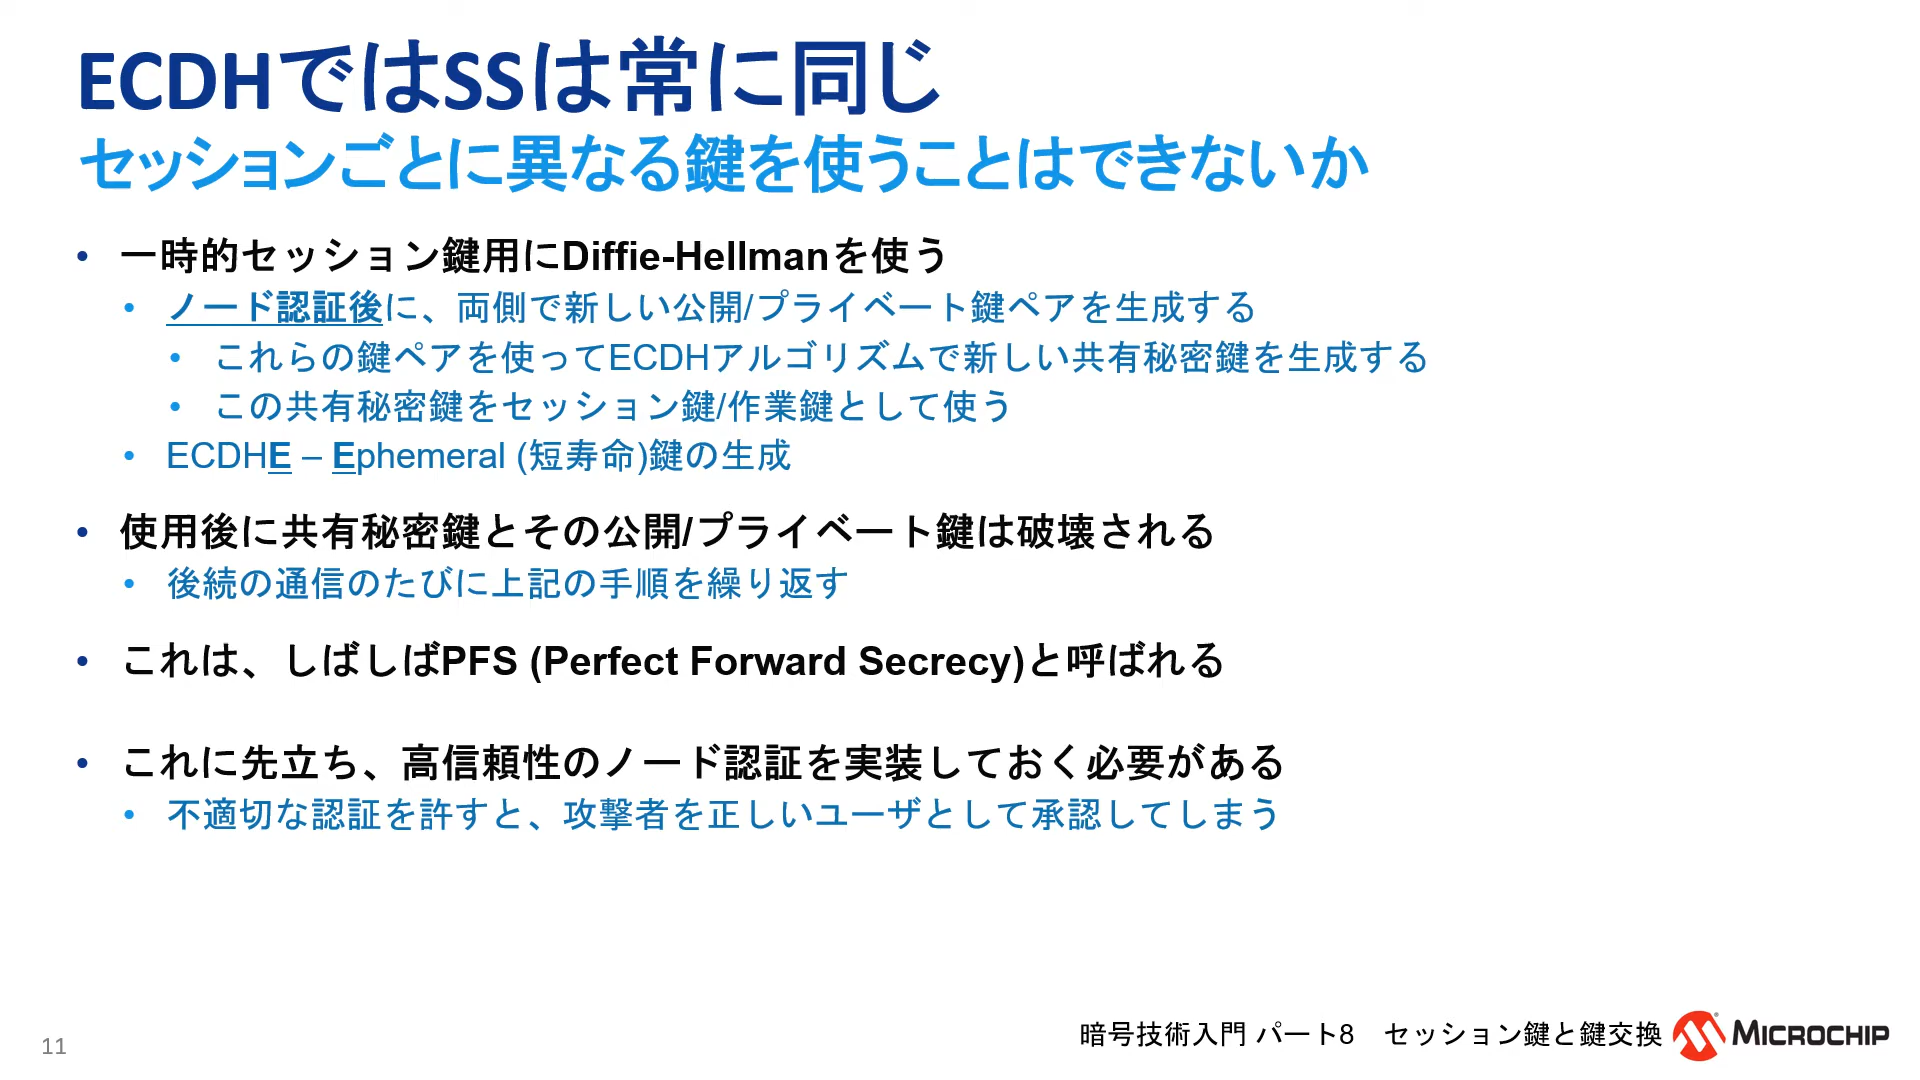 ECDHではSSは常に同じ
セッションごとに異なる鍵を使うことはできないか
• 一時的セッション鍵用にDiffie-Hellmanを使う
• ノード認証後に、両側で新しい公開/プライベート鍵ペアを生成する
• これらの鍵ペアを使ってECDHアルゴリズムで新しい共有秘密鍵を生成する
• この共有秘密鍵をセッション鍵/作業鍵として使う
• ECDHE – Ephemeral (短寿命)鍵の生成
• 使用後に共有秘密鍵とその公開/プライベート鍵は破壊される
• 後続の通信のたびに上記の手順を繰り返す
• これは、しばしばPFS (Perfect Forward Secrecy)と呼ばれる
• これに先立ち、高信頼性のノード認証を実装しておく必要がある
• 不適切な認証を許すと、攻撃者を正しいユーザとして承認してしまう
11
暗号技術入門 パート8　セッション鍵と鍵交換
MICROCHIP